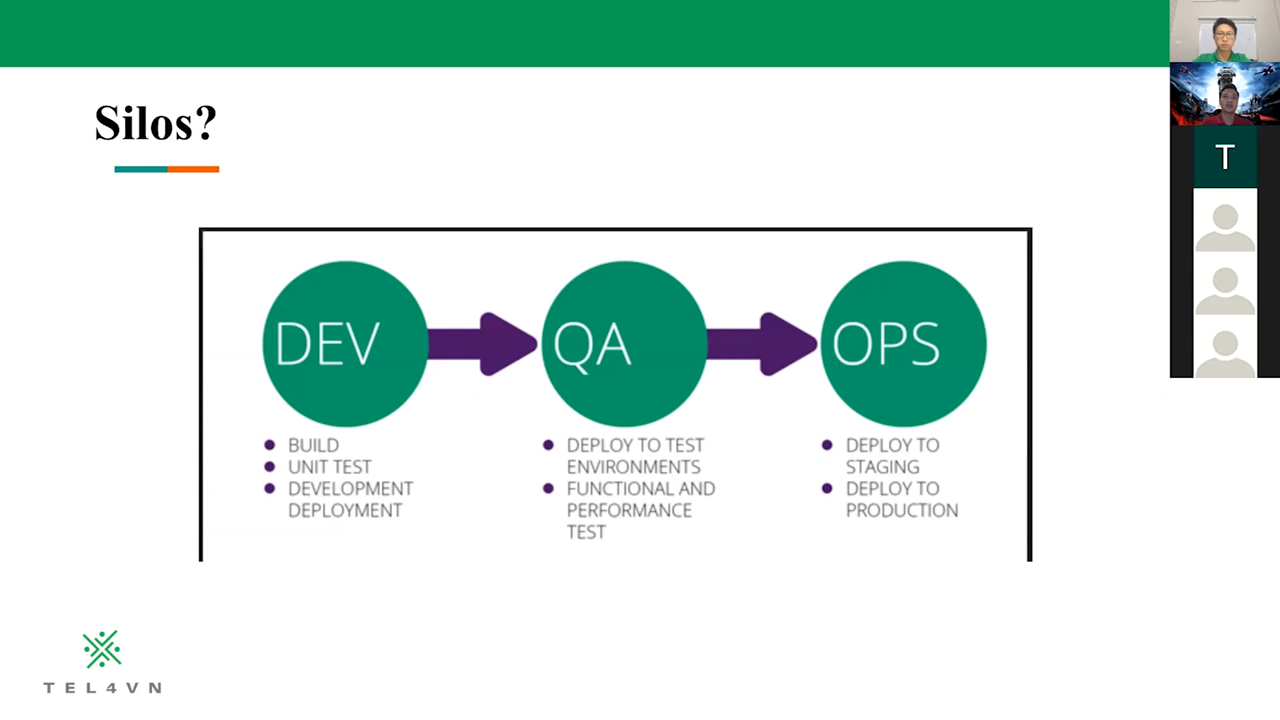 Silos?
T
DEV
QA
OPS
BUILD
UNIT TEST
DEVELOPMENT
DEPLOYMENT
DEPLOY TO TEST
ENVIRONMENTS
FUNCTIONAL AND
PERFORMANCE
TEST
DEPLOY TO
STAGING
DEPLOY TO
PRODUCTION
TEL4VN